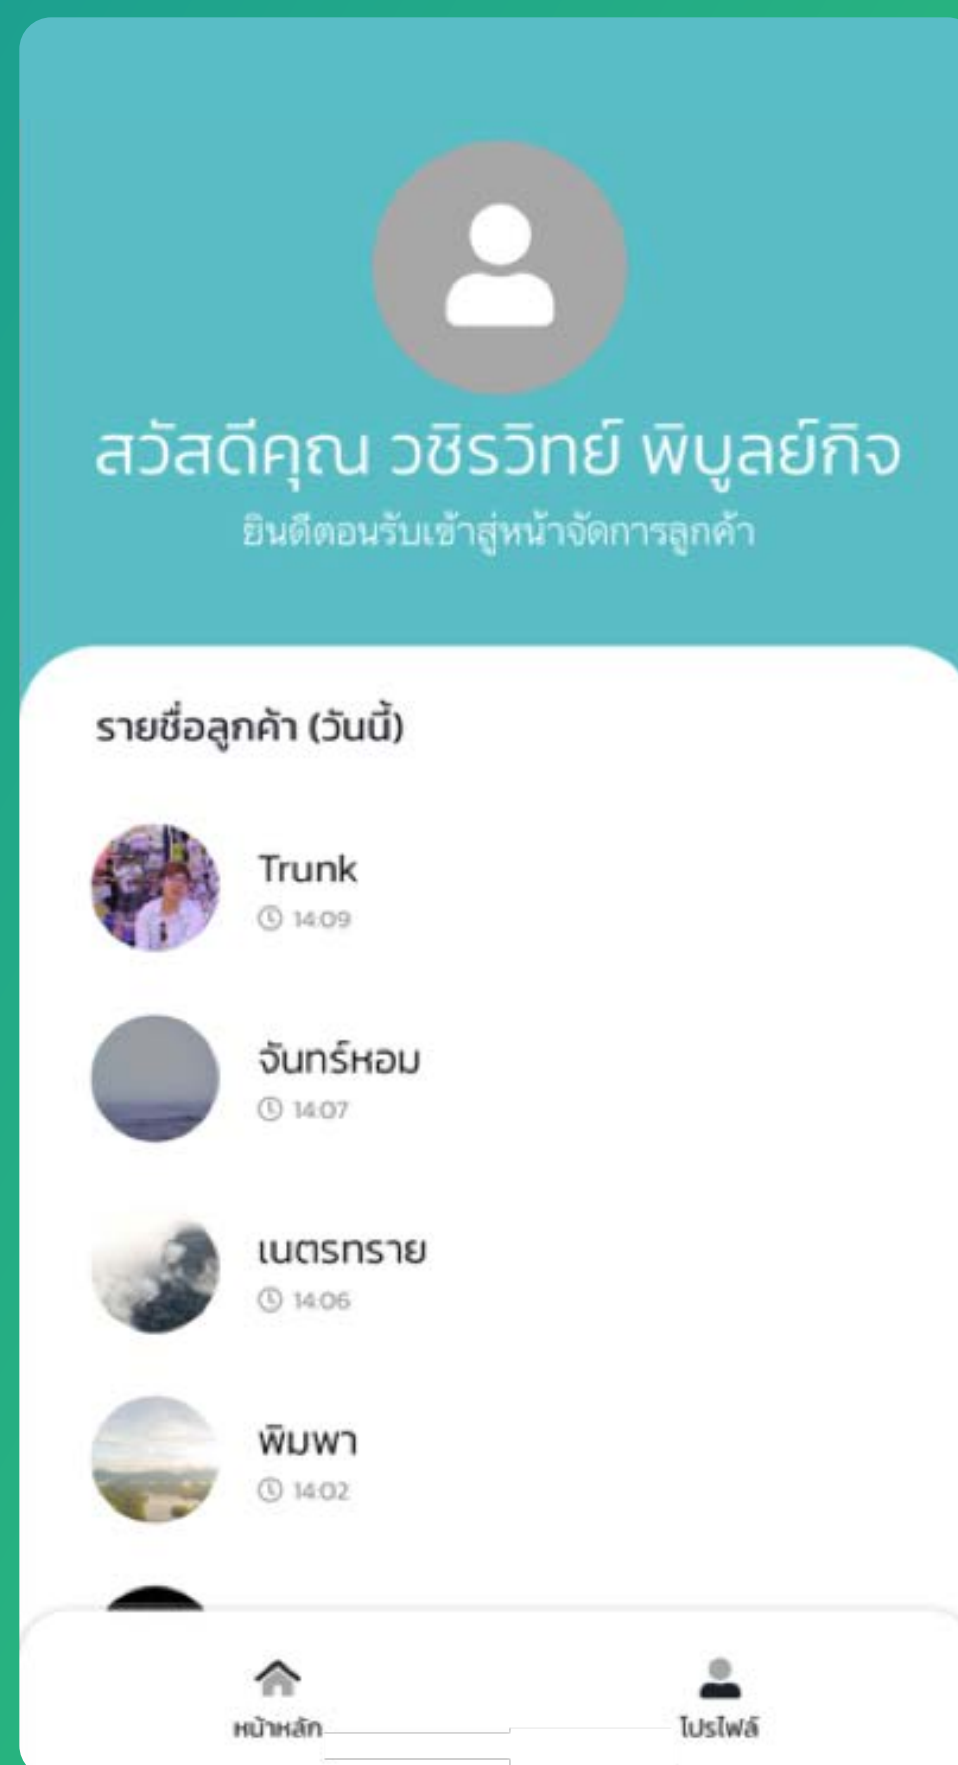 สวัสดีคุณ วชิรวิทย์ พิบูลย์กิจ
ยินดีตอนรับเข้าสู่หน้าจัดการลูกค้า
รายชื่อลูกค้า (วันนี้)
Trunk
14:09
จันทร์หอม
14:07
เนตรทราย
14:06
พิมพา
14:02
หน้าหลัก
โปรไฟล์